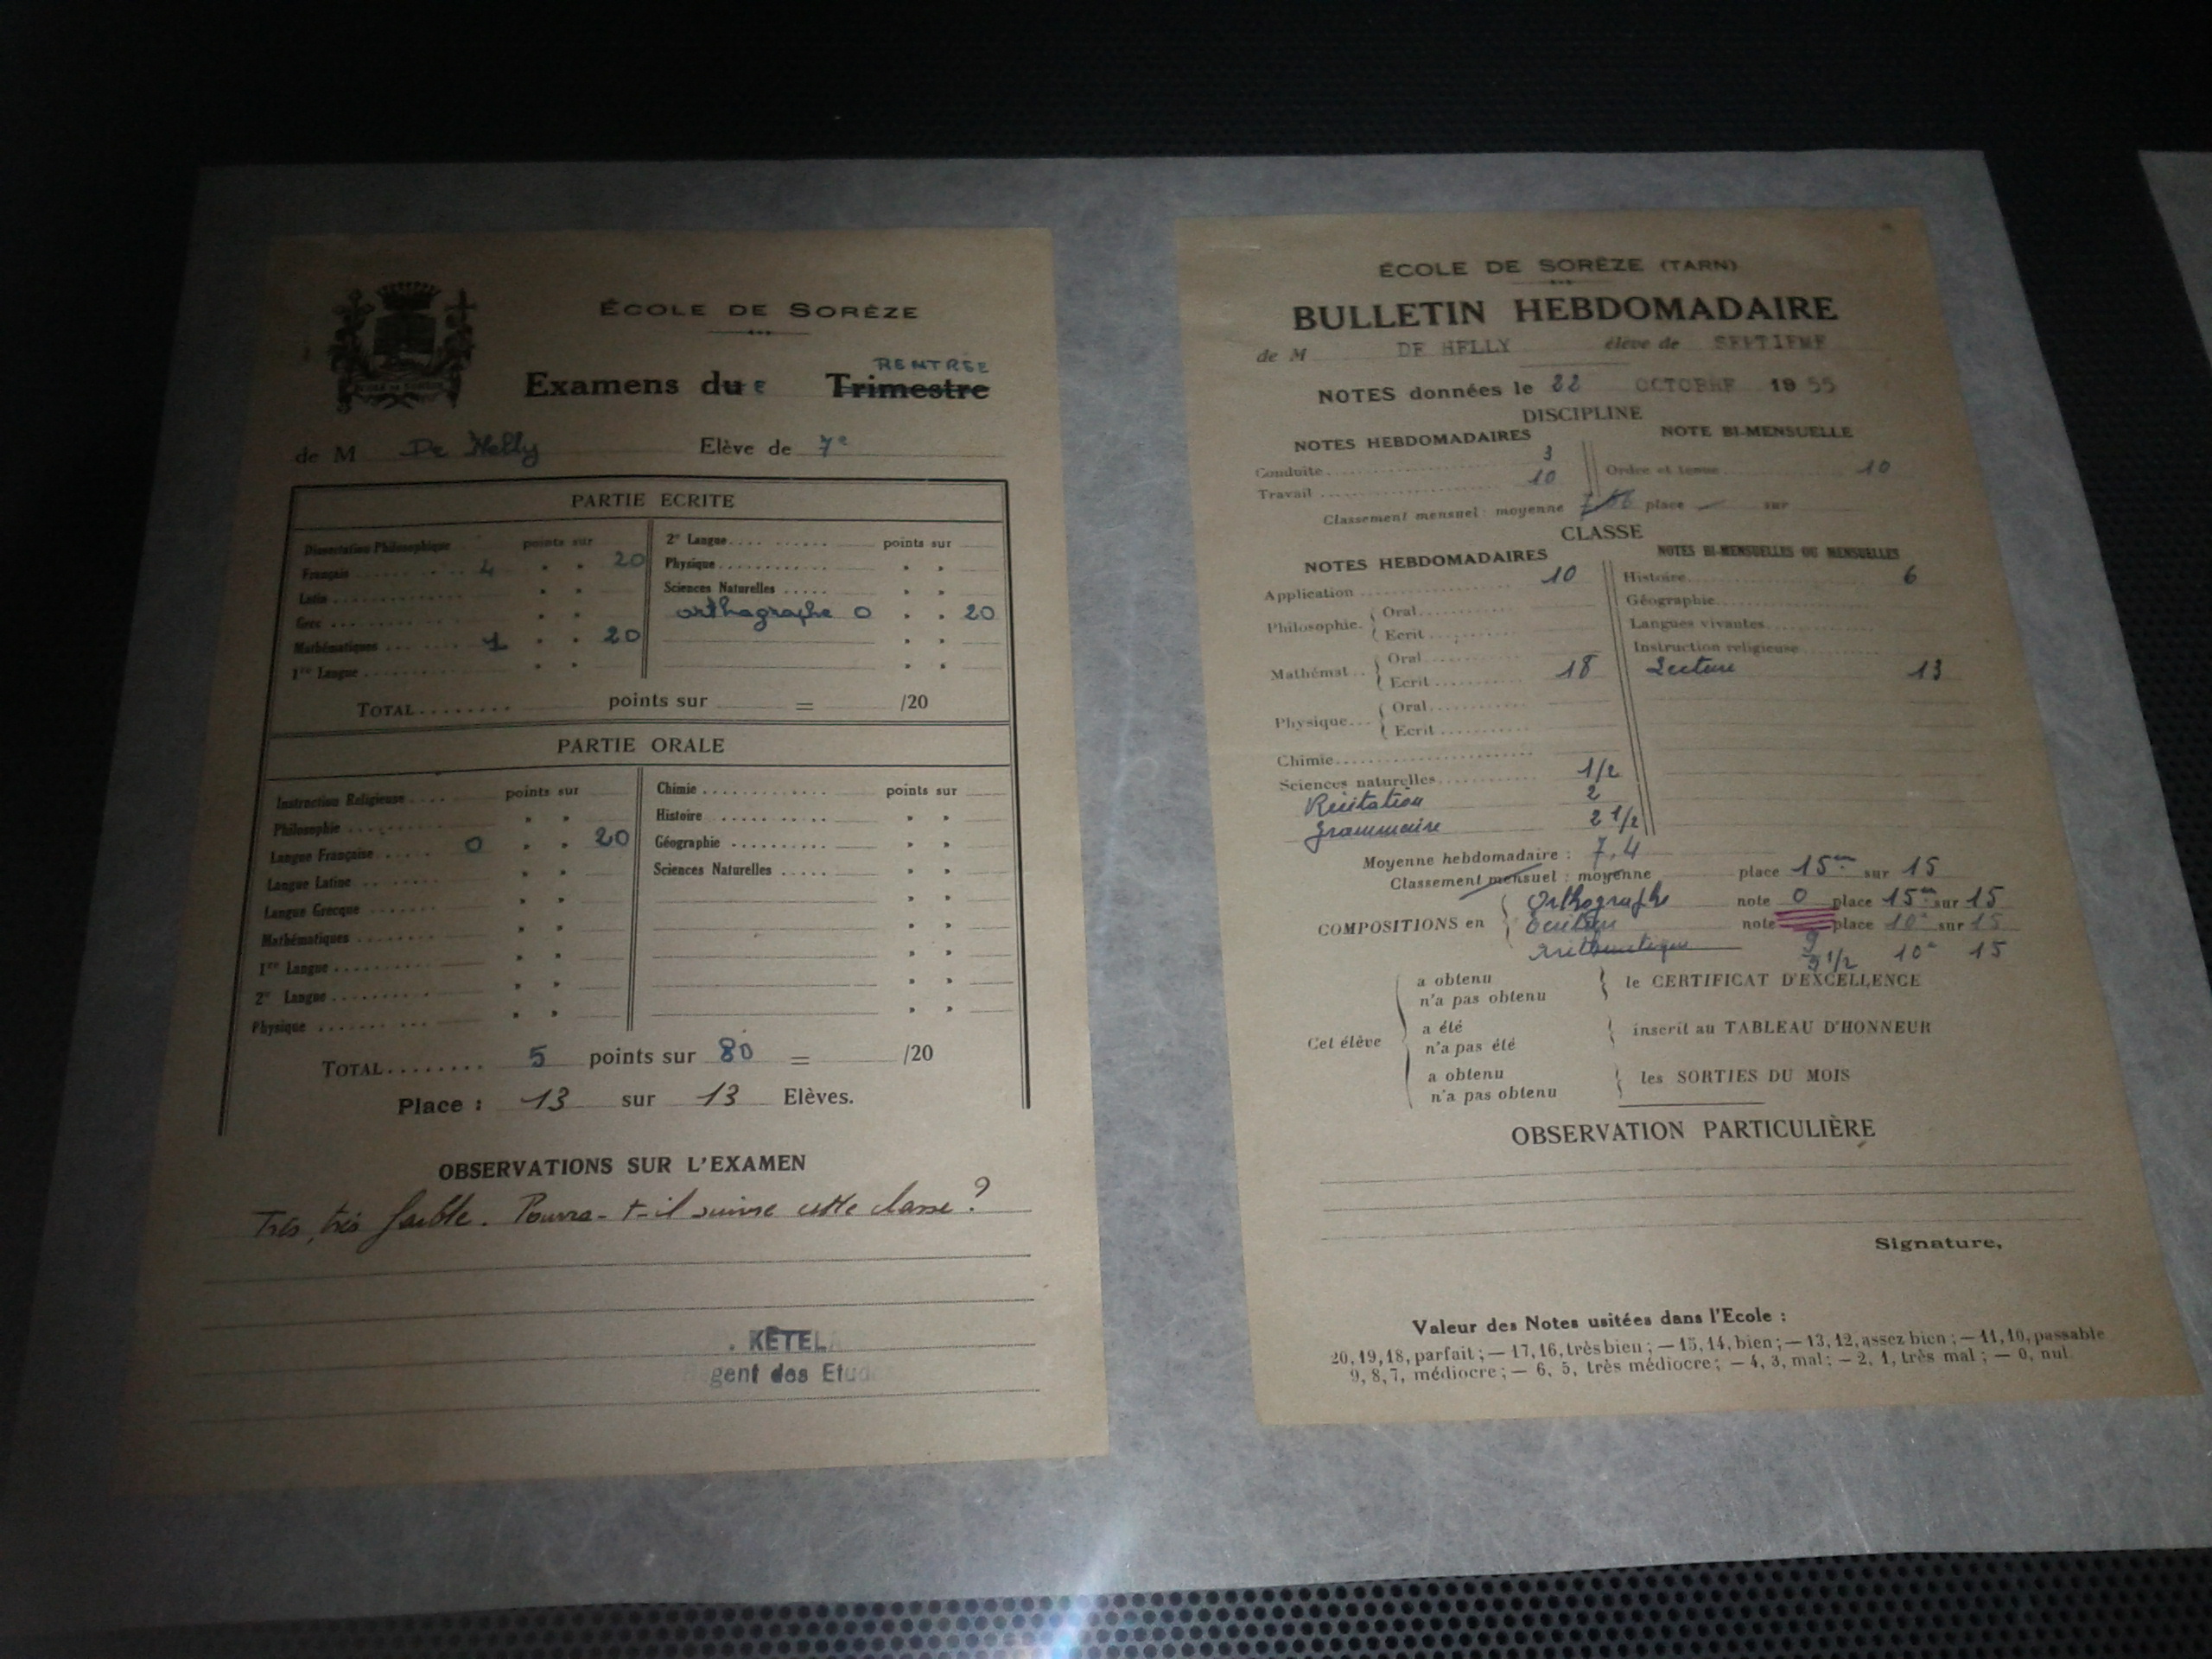 ÉCOLE DE SORÈZE
RENTRÉE
Examens du e Trimestre
de M De Helly Elève de 7e
PARTIE ECRITE
Dissertation Philosophique points sur
Français 4 20
Latin
Grec
Mathématiques 1 20
1re Langue
2e Langue points sur
Physique
Sciences Naturelles
orthographe 0 20
TOTAL points sur = /20
PARTIE ORALE
Instruction Religieuse points sur
Philosophie
Langue Française 0 20
Langue Latine
Langue Grecque
Mathématiques
1re Langue
2e Langue
Physique
Chimie points sur
Histoire
Géographie
Sciences Naturelles
TOTAL 5 points sur 80 = /20
Place : 13 sur 13 Elèves.
OBSERVATIONS SUR L'EXAMEN
Très, très faible. Pourra-t-il suivre cette classe ?
. KETEL
gent des Etud
ÉCOLE DE SORÈZE (TARN)
BULLETIN HEBDOMADAIRE
de M DE HELLY élève de SEPTIEME
NOTES données le 22 OCTOBRE 1955
DISCIPLINE
NOTES HEBDOMADAIRES
Conduite 3
Travail 10
NOTE BI-MENSUELLE
Ordre et tenue 10
Classement mensuel : moyenne place sur
CLASSE
NOTES HEBDOMADAIRES
Application 10
Philosophie. Oral
Ecrit
Mathémat. Oral
Ecrit 18
Physique Oral
Ecrit
Chimie
Sciences naturelles 1/2
Récitation 2
grammaire 2 1/2
NOTES BI-MENSUELLES OU MENSUELLES
Histoire 6
Géographie
Langues vivantes
Instruction religieuse
Lecture 13
Moyenne hebdomadaire : 7,4
Classement mensuel : moyenne place 15em sur 15
COMPOSITIONS en Orthographe note 0 place 15em sur 15
Ecriture note 9 place 10e sur 15
Arithmétique 9 1/2 10e 15
Cet élève
a obtenu
n'a pas obtenu
le CERTIFICAT D'EXCELLENCE
a été
n'a pas été
inscrit au TABLEAU D'HONNEUR
a obtenu
n'a pas obtenu
les SORTIES DU MOIS
OBSERVATION PARTICULIÈRE
Signature,
Valeur des Notes usitées dans l'Ecole :
20, 19, 18, parfait ; — 17, 16, très bien ; — 15, 14, bien ; — 13, 12, assez bien ; — 11, 10, passable
9, 8, 7, médiocre ; — 6, 5, très médiocre ; — 4, 3, mal ; — 2, 1, très mal ; — 0, nul.